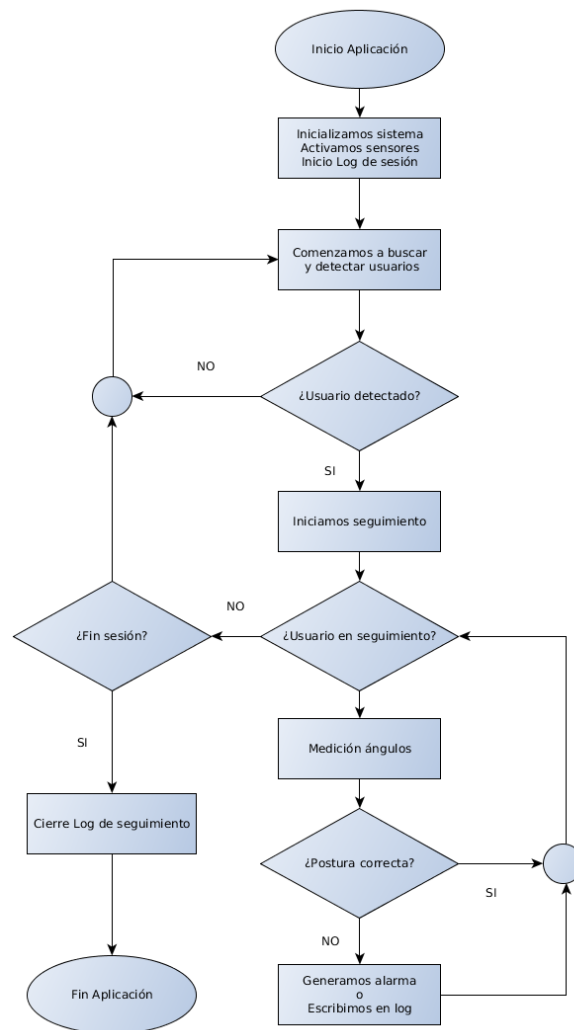 Inicio Aplicación
Inicializamos sistema
Activamos sensores
Inicio Log de sesión
Comenzamos a buscar
y detectar usuarios
NO
¿Usuario detectado?
SI
Iniciamos seguimiento
NO
¿Fin sesión?
¿Usuario en seguimiento?
SI
Medición ángulos
Cierre Log de seguimiento
¿Postura correcta?
SI
NO
Fin Aplicación
Generamos alarma
o
Escribimos en log